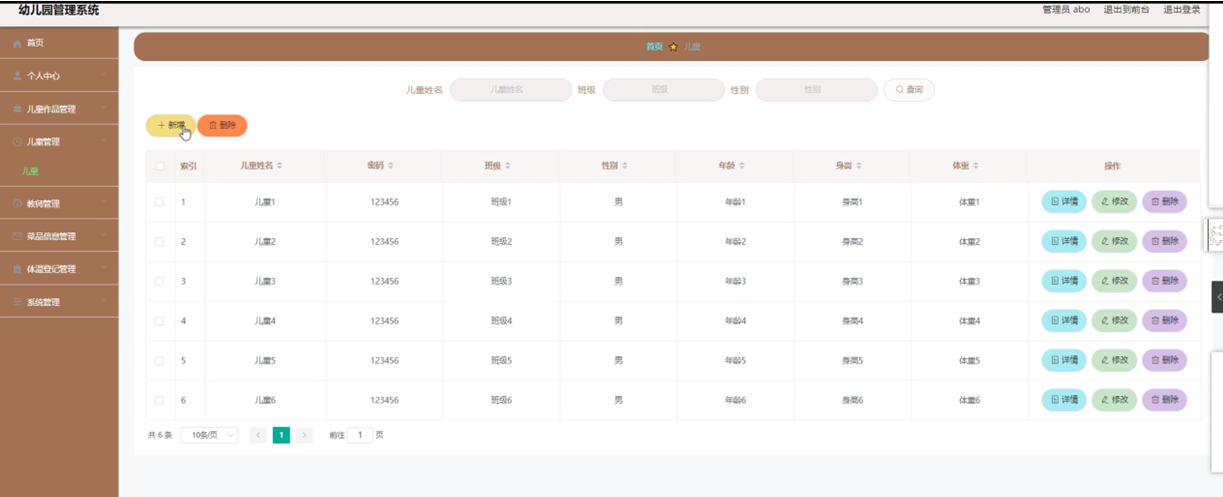 幼儿园管理系统
管理员 abo 退出到前台 退出登录
首页
个人中心
儿童作品管理
儿童管理
儿童
教师管理
菜品信息管理
体温登记管理
系统管理
首页 儿童
儿童姓名 儿童姓名 班级 班级 性别 性别 查询
+ 新增 删除
索引 儿童姓名 密码 班级 性别 年龄 身高 体重 操作
1 儿童1 123456 班级1 男 年龄1 身高1 体重1 详情 修改 删除
2 儿童2 123456 班级2 男 年龄2 身高2 体重2 详情 修改 删除
3 儿童3 123456 班级3 男 年龄3 身高3 体重3 详情 修改 删除
4 儿童4 123456 班级4 男 年龄4 身高4 体重4 详情 修改 删除
5 儿童5 123456 班级5 男 年龄5 身高5 体重5 详情 修改 删除
6 儿童6 123456 班级6 男 年龄6 身高6 体重6 详情 修改 删除
共 6 条 10条/页 < 1 > 前往 1 页